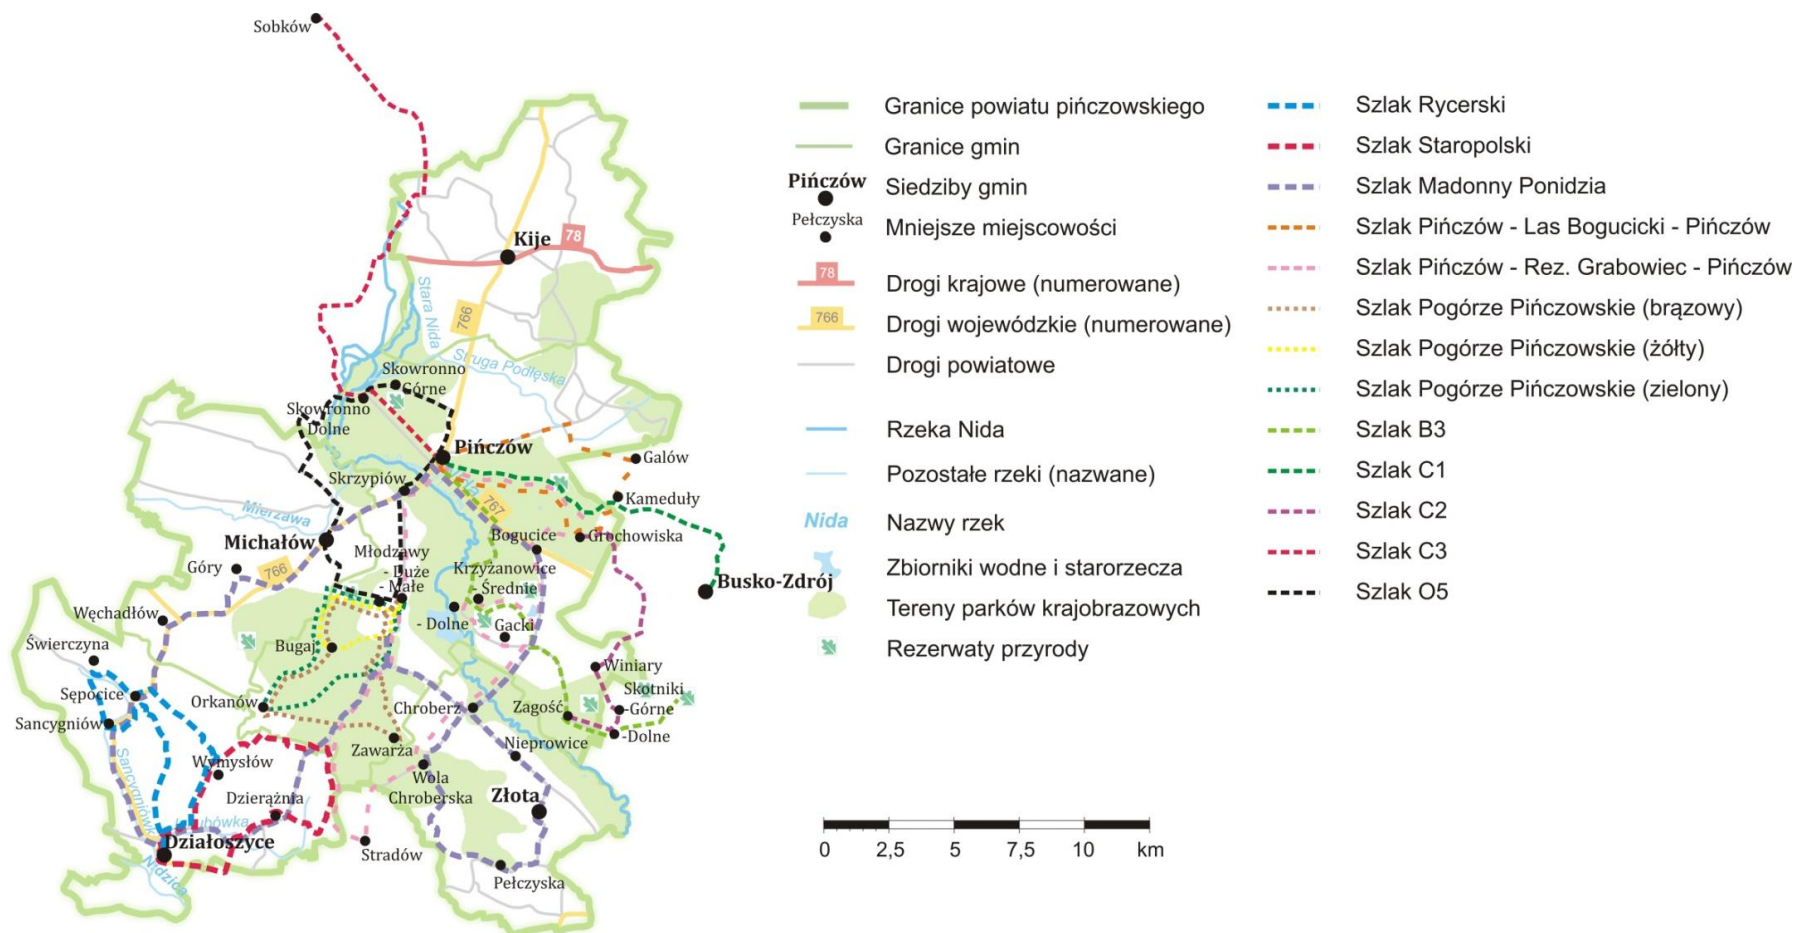 Sobków
Kije
78
766
Stara Nida
Struga Podłęska
Skowronno
Górne
Skowronno
Dolne
Pińczów
Skrzypiów
Galów
Kameduły
767
Mierzawa
Michałów
Bogucice
Grochowiska
Młodzawy
- Duże
- Małe
Krzyżanowice
- Średnie
- Dolne
Busko-Zdrój
Góry
766
Węchadłów
Gacki
Świerczyna
Bugaj
Winiary
Sępocice
Skotniki
-Górne
-Dolne
Sancygniów
Orkanów
Chroberz
Zagość
Zawarża
Nieprowice
Sancygniówka
Wymysłów
Wola
Chroberska
Dzierążnia
Złota
Działoszyce
Stradów
Nidzica
Pełczyska
Granice powiatu pińczowskiego
Granice gmin
Pińczów
Siedziby gmin
Pełczyska
Mniejsze miejscowości
78
Drogi krajowe (numerowane)
766
Drogi wojewódzkie (numerowane)
Drogi powiatowe
Rzeka Nida
Pozostałe rzeki (nazwane)
Nida
Nazwy rzek
Zbiorniki wodne i starorzecza
Tereny parków krajobrazowych
Rezerwaty przyrody
Szlak Rycerski
Szlak Staropolski
Szlak Madonny Ponidzia
Szlak Pińczów - Las Bogucicki - Pińczów
Szlak Pińczów - Rez. Grabowiec - Pińczów
Szlak Pogórze Pińczowskie (brązowy)
Szlak Pogórze Pińczowskie (żółty)
Szlak Pogórze Pińczowskie (zielony)
Szlak B3
Szlak C1
Szlak C2
Szlak C3
Szlak O5
0 2,5 5 7,5 10 km